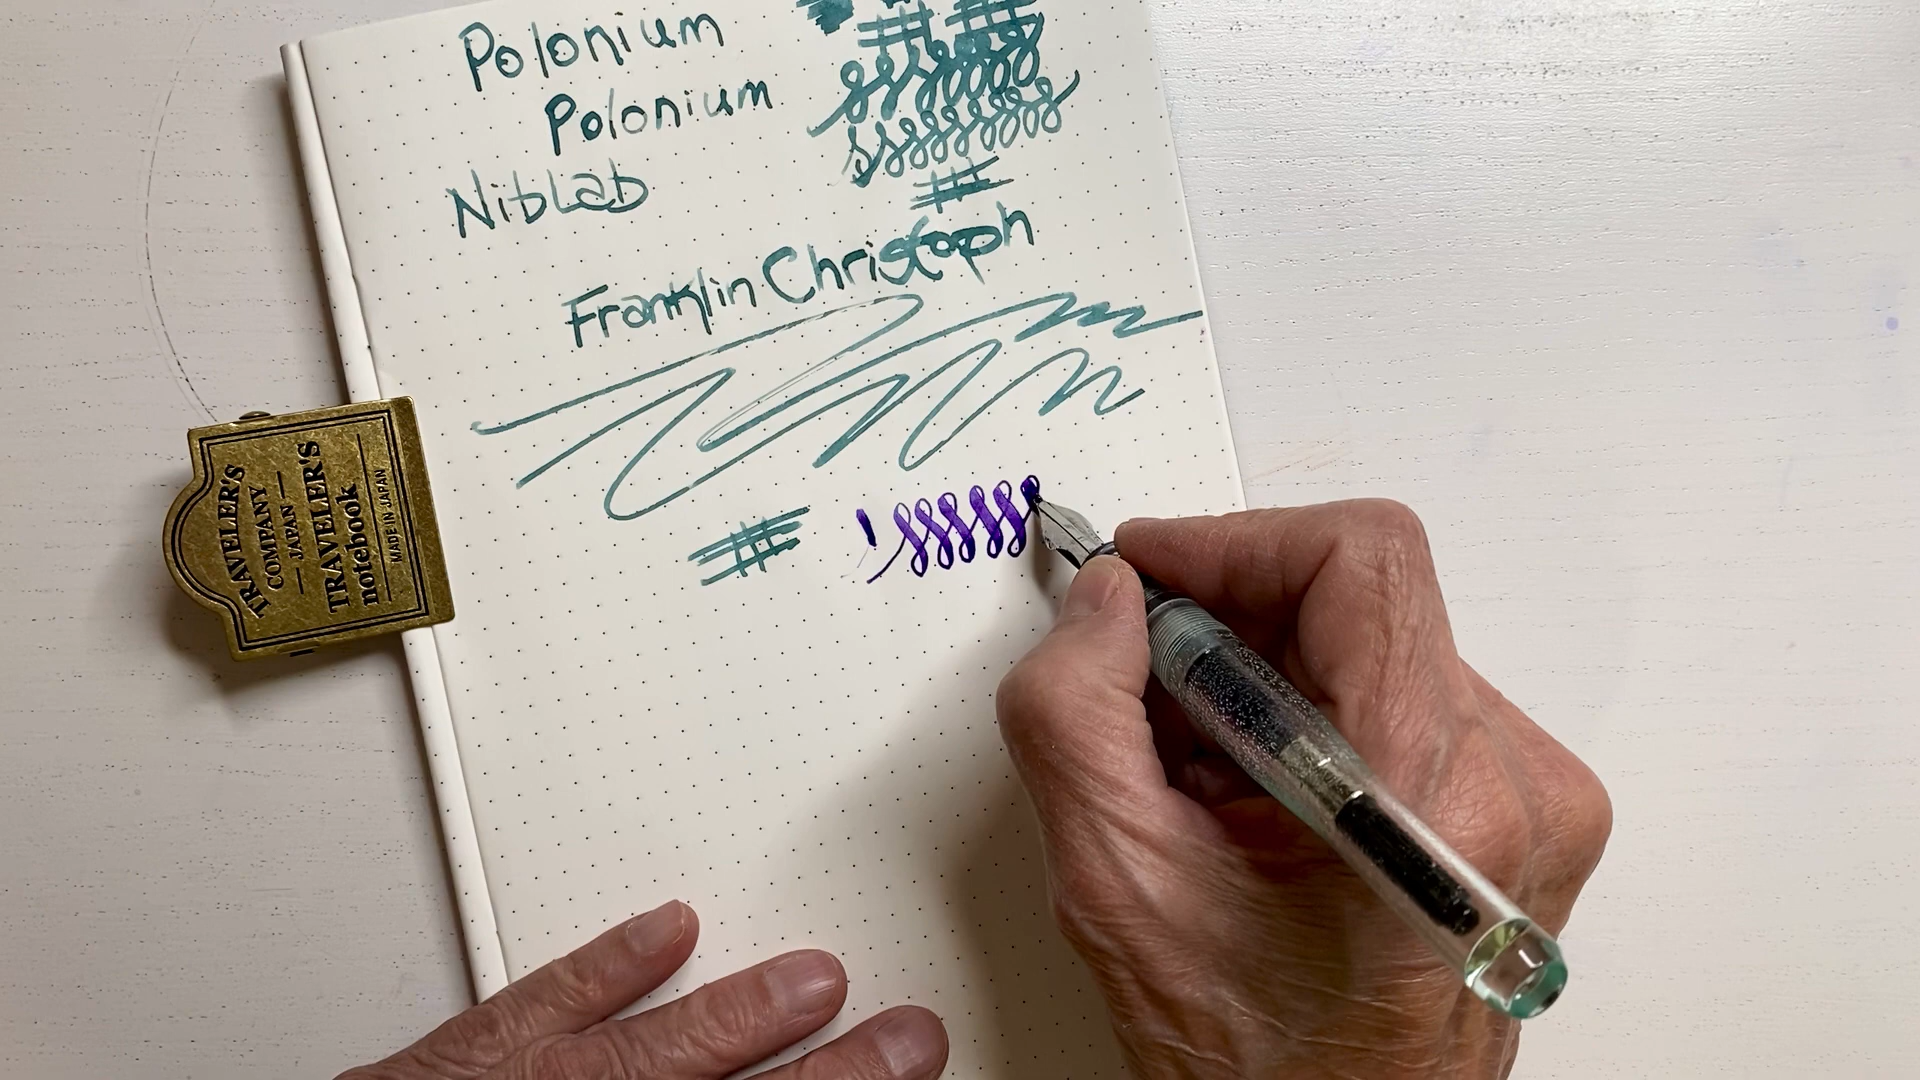 Polonium
Polonium
NibLab
Franklin Christoph
TRAVELER'S
COMPANY
JAPAN
TRAVELER'S
notebook
MADE IN JAPAN